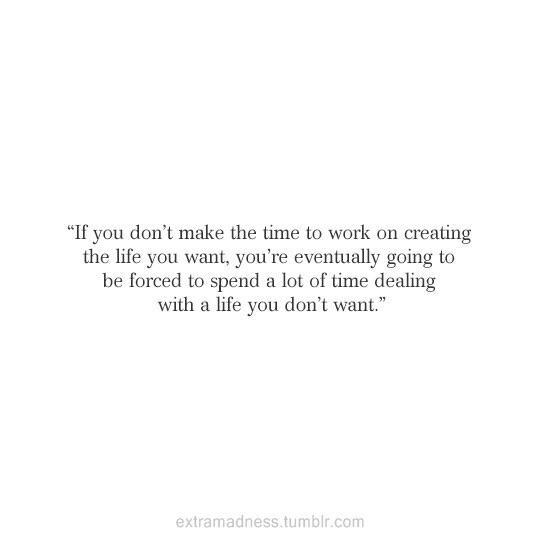 “If you don’t make the time to work on creating
the life you want, you’re eventually going to
be forced to spend a lot of time dealing
with a life you don’t want.”
extramadness.tumblr.com